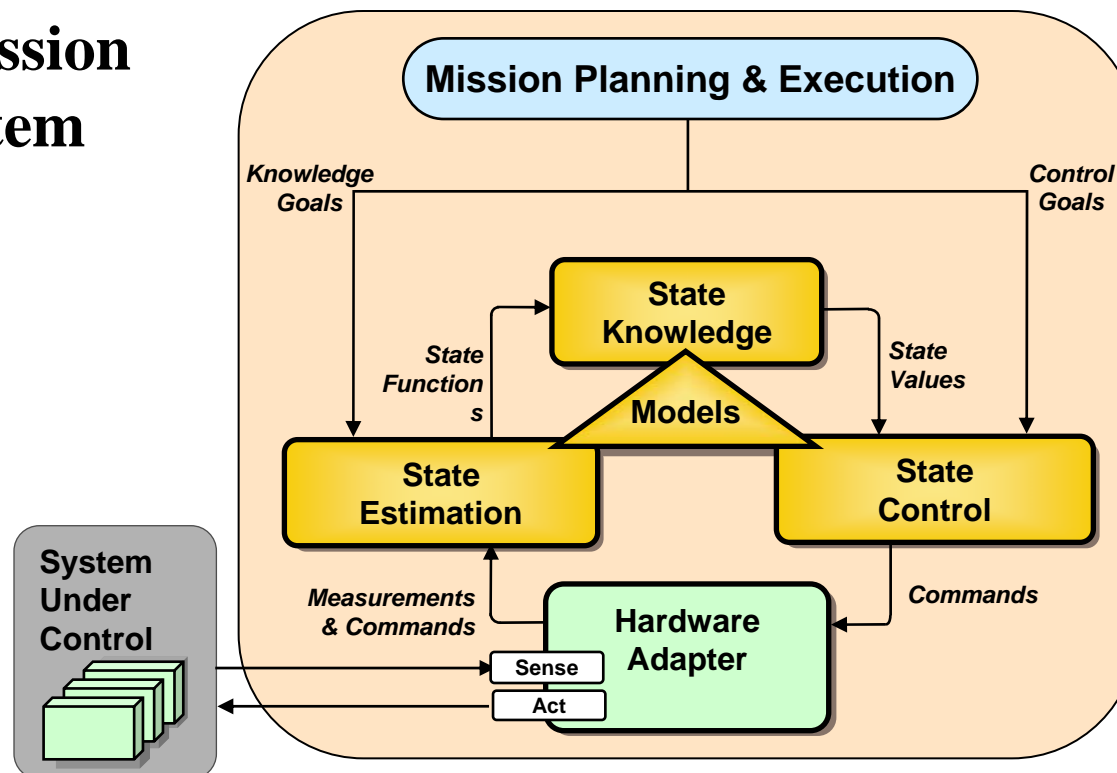 ssion
tem
Mission Planning & Execution
Knowledge
Goals
Control
Goals
State
Knowledge
State
Function
s
State
Values
Models
State
Estimation
State
Control
System
Under
Control
Measurements
& Commands
Commands
Hardware
Adapter
Sense
Act